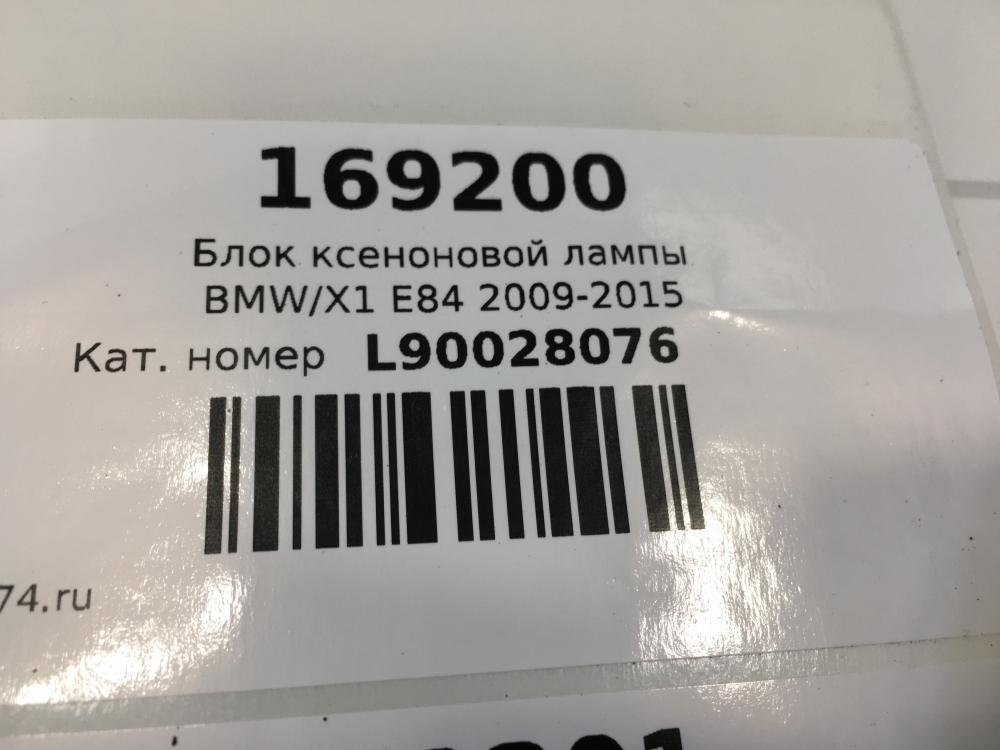 169200
Блок ксеноновой лампы
BMW/X1 E84 2009-2015
Кат. номер L90028076
74.ru